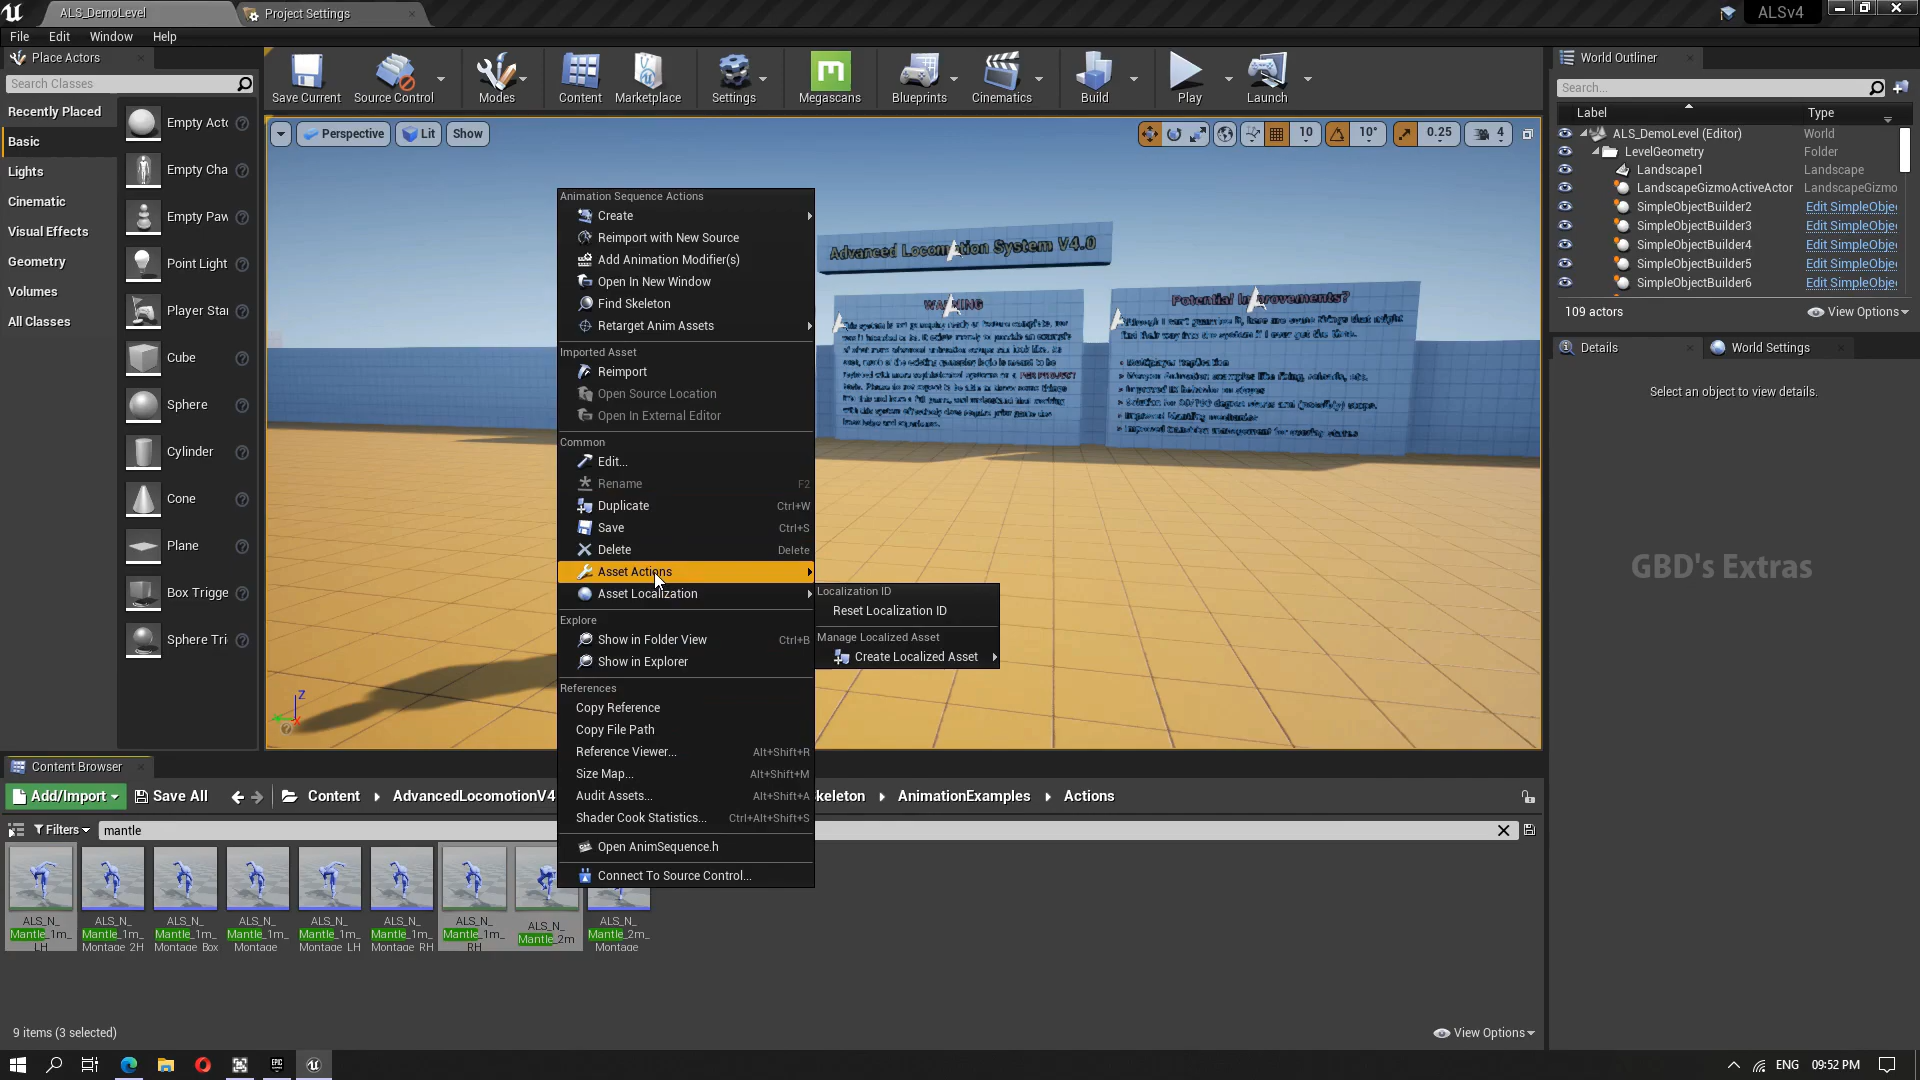 ALS_DemoLevel
Project Settings
ALSv4
File Edit Window Help
Place Actors
Search Classes
Recently Placed
Basic
Lights
Cinematic
Visual Effects
Geometry
Volumes
All Classes
Empty Acto
Empty Cha
Empty Paw
Point Light
Player Star
Cube
Sphere
Cylinder
Cone
Plane
Box Trigge
Sphere Tri
Save Current
Source Control
Modes
Content
Marketplace
Settings
Megascans
Blueprints
Cinematics
Build
Play
Launch
Perspective
Lit
Show
10
10°
0.25
4
Advanced Locomotion System V4.0
WARNING
Potential Improvements?
Animation Sequence Actions
Create
Reimport with New Source
Add Animation Modifier(s)
Open In New Window
Find Skeleton
Retarget Anim Assets
Imported Asset
Reimport
Open Source Location
Open In External Editor
Common
Edit...
Rename F2
Duplicate Ctrl+W
Save Ctrl+S
Delete Delete
Asset Actions
Asset Localization
Explore
Show in Folder View Ctrl+B
Show in Explorer
References
Copy Reference
Copy File Path
Reference Viewer... Alt+Shift+R
Size Map... Alt+Shift+M
Audit Assets... Alt+Shift+A
Shader Cook Statistics... Ctrl+Alt+Shift+S
Open AnimSequence.h
Connect To Source Control...
Localization ID
Reset Localization ID
Manage Localized Asset
Create Localized Asset
World Outliner
Search...
Label Type
ALS_DemoLevel (Editor) World
LevelGeometry Folder
Landscape1 Landscape
LandscapeGizmoActiveActor LandscapeGizmo
SimpleObjectBuilder2 Edit SimpleObje
SimpleObjectBuilder3 Edit SimpleObje
SimpleObjectBuilder4 Edit SimpleObje
SimpleObjectBuilder5 Edit SimpleObje
SimpleObjectBuilder6 Edit SimpleObje
109 actors View Options
Details
World Settings
Select an object to view details.
GBD's Extras
Content Browser
Add/Import Save All Content AdvancedLocomotionV4 keleton AnimationExamples Actions
Filters mantle
ALS_N_
Mantle_1m_
LH
ALS_N_
Mantle_1m_
Montage_2H
ALS_N_
Mantle_1m_
Montage_Box
ALS_N_
Mantle_1m_
Montage
ALS_N_
Mantle_1m_
Montage_LH
ALS_N_
Mantle_1m_
Montage_RH
ALS_N_
Mantle_1m_
RH
ALS_N_
Mantle_2m
Mantle_2m_
Montage
9 items (3 selected) View Options
EPIC
ENG 09:52 PM